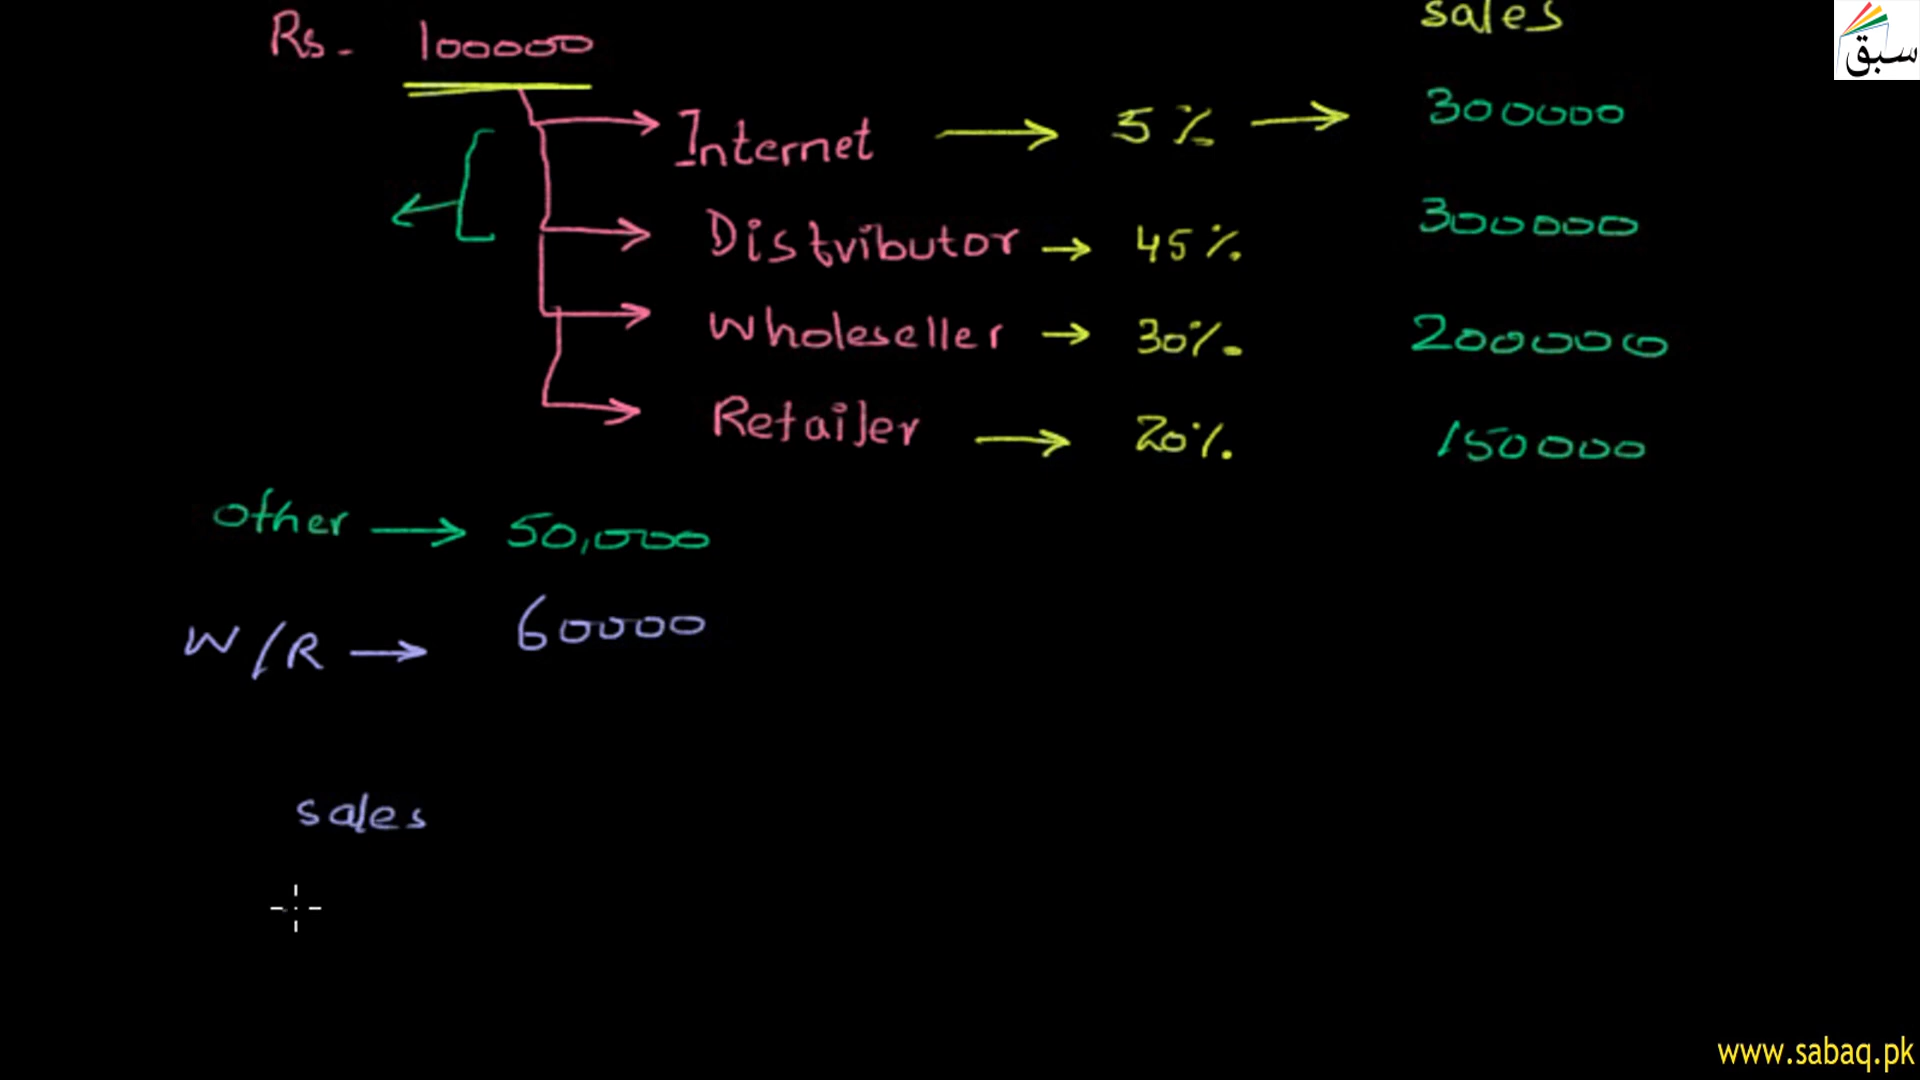 sales
سبق
Rs. 100000
Internet → 5% → 300000
Distributor → 45% 300000
Wholeseller → 30% 200000
Retailer → 20% 150000
other → 50,000
W/R → 60000
sales
www.sabaq.pk